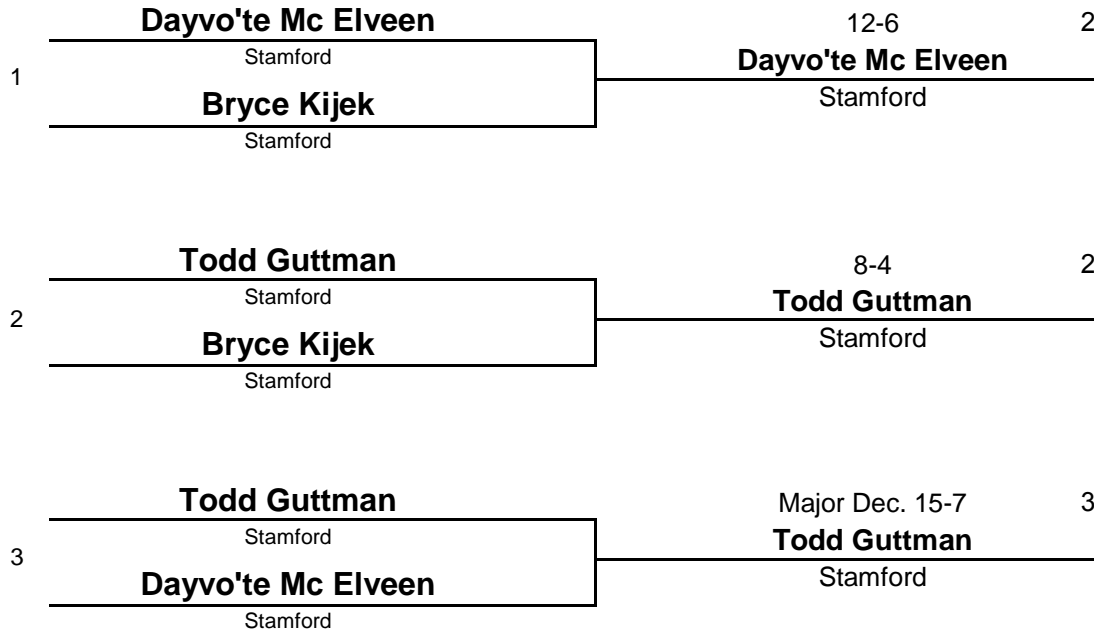 Dayvo'te Mc Elveen
12-6
2
Stamford
Dayvo'te Mc Elveen
1
Bryce Kijek
Stamford
Stamford
Todd Guttman
8-4
2
Stamford
Todd Guttman
2
Bryce Kijek
Stamford
Stamford
Todd Guttman
Major Dec. 15-7
3
Stamford
Todd Guttman
3
Dayvo'te Mc Elveen
Stamford
Stamford